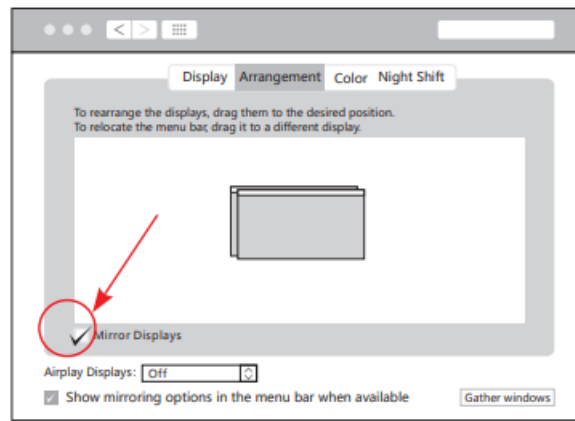 Display Arrangement Color Night Shift
To rearrange the displays, drag them to the desired position.
To relocate the menu bar, drag it to a different display.
Mirror Displays
Airplay Displays: Off
Show mirroring options in the menu bar when available Gather windows